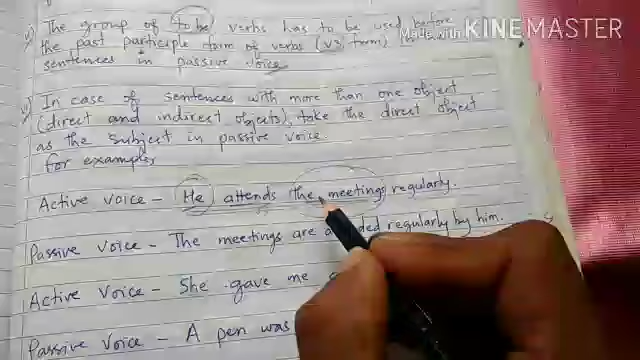 v) The group of to be verbs has to be used before
the past participle form of verbs (v3 form)
sentences in passive voice
Made with KINEMASTER
v) In case of sentences with more than one object
(direct and indirect objects), take the direct object
as the subject in passive voice
for example,
Active voice - He attends the meetings regularly.
Passive voice - The meetings are regularly by him.
Active voice - She gave me
Passive voice - A pen was